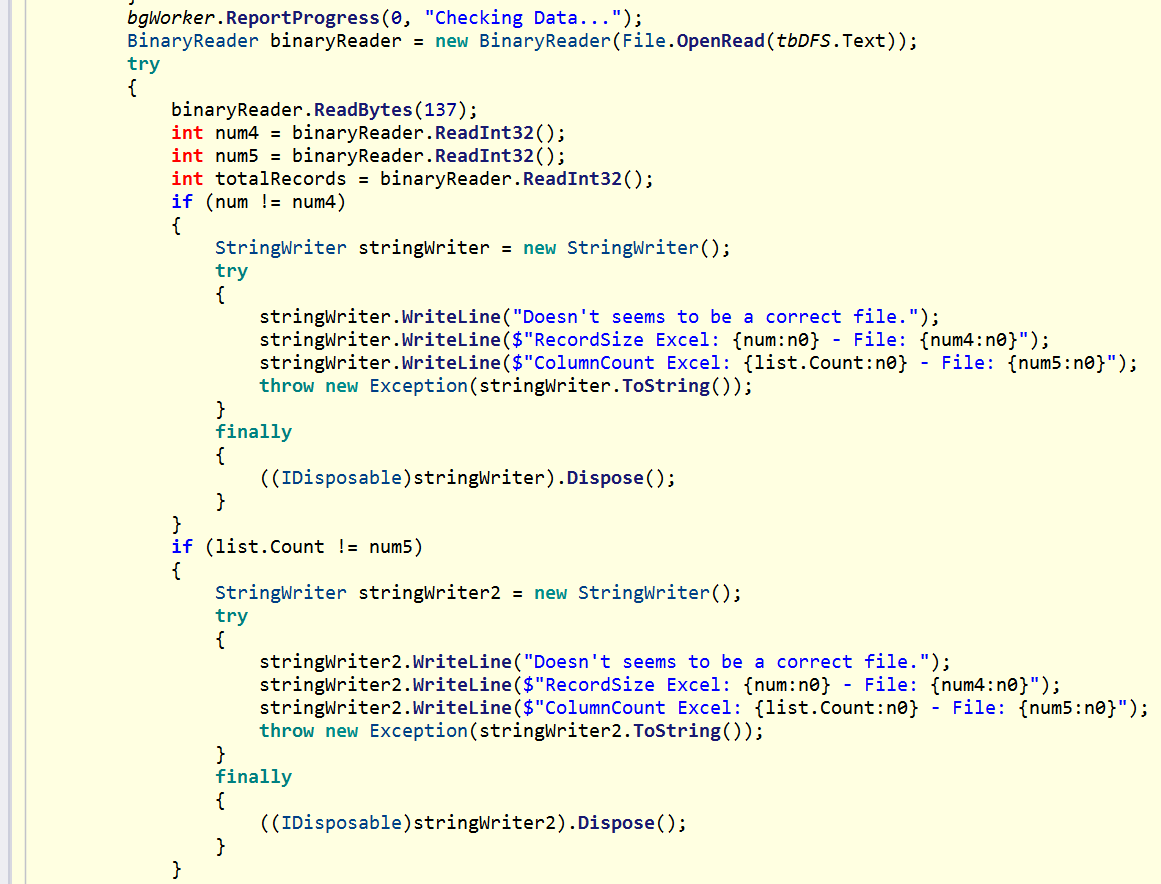 bgWorker.ReportProgress(0, "Checking Data...");
BinaryReader binaryReader = new BinaryReader(File.OpenRead(tbDFS.Text));
try
{
    binaryReader.ReadBytes(137);
    int num4 = binaryReader.ReadInt32();
    int num5 = binaryReader.ReadInt32();
    int totalRecords = binaryReader.ReadInt32();
    if (num != num4)
    {
        StringWriter stringWriter = new StringWriter();
        try
        {
            stringWriter.WriteLine("Doesn't seems to be a correct file.");
            stringWriter.WriteLine($"RecordSize Excel: {num:n0} - File: {num4:n0}");
            stringWriter.WriteLine($"ColumnCount Excel: {list.Count:n0} - File: {num5:n0}");
            throw new Exception(stringWriter.ToString());
        }
        finally
        {
            ((IDisposable)stringWriter).Dispose();
        }
    }
    if (list.Count != num5)
    {
        StringWriter stringWriter2 = new StringWriter();
        try
        {
            stringWriter2.WriteLine("Doesn't seems to be a correct file.");
            stringWriter2.WriteLine($"RecordSize Excel: {num:n0} - File: {num4:n0}");
            stringWriter2.WriteLine($"ColumnCount Excel: {list.Count:n0} - File: {num5:n0}");
            throw new Exception(stringWriter2.ToString());
        }
        finally
        {
            ((IDisposable)stringWriter2).Dispose();
        }
    }